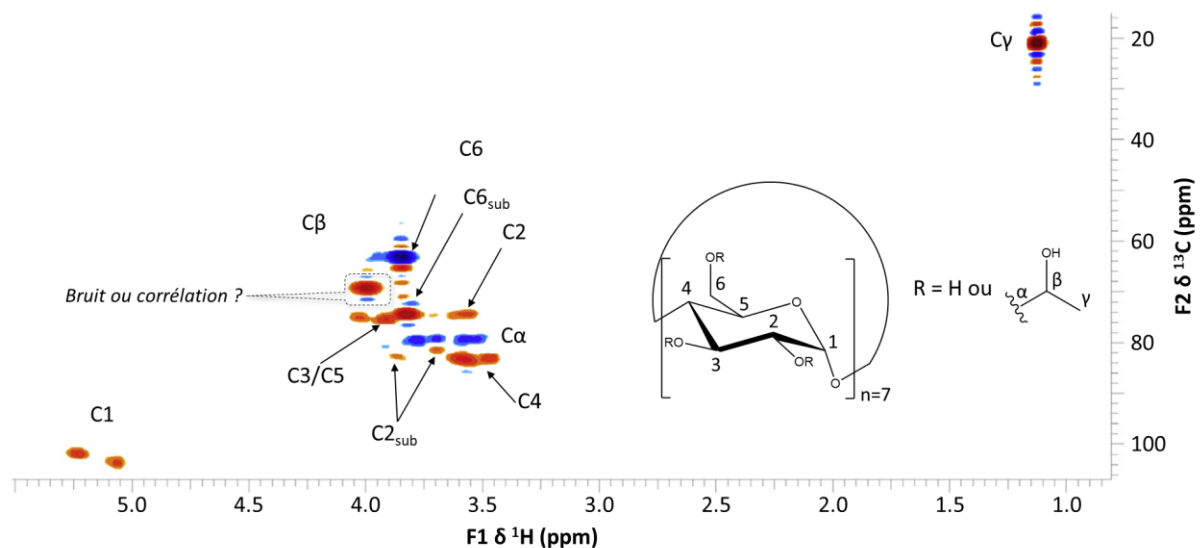 Cγ
20
40
C6
C6sub
Cβ
C2
60
Bruit ou corrélation ?
Cα
C3/C5
C2sub
C4
80
C1
100
OR
6
4
5
O
RO
3
2
OR
1
O
n=7
R = H ou
OH
α
β
γ
F2 δ 13C (ppm)
5.0
4.5
4.0
3.5
3.0
2.5
2.0
1.5
1.0
F1 δ 1H (ppm)